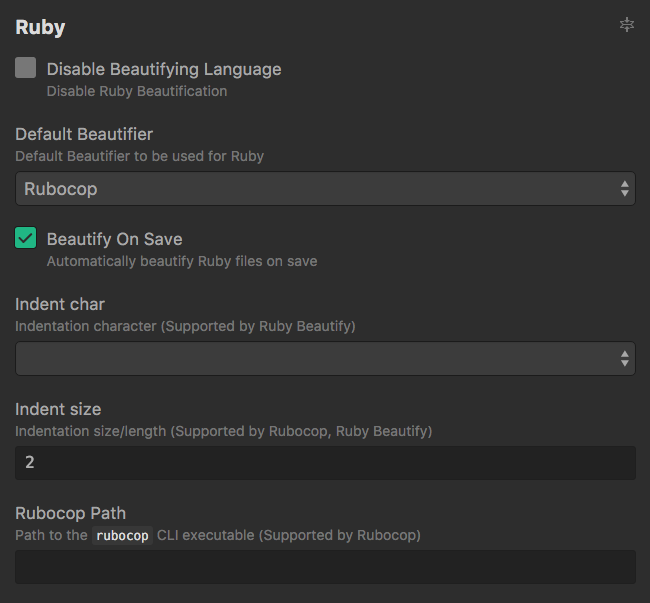 Ruby
Disable Beautifying Language
Disable Ruby Beautification
Default Beautifier
Default Beautifier to be used for Ruby
Rubocop
Beautify On Save
Automatically beautify Ruby files on save
Indent char
Indentation character (Supported by Ruby Beautify)
Indent size
Indentation size/length (Supported by Rubocop, Ruby Beautify)
2
Rubocop Path
Path to the rubocop CLI executable (Supported by Rubocop)